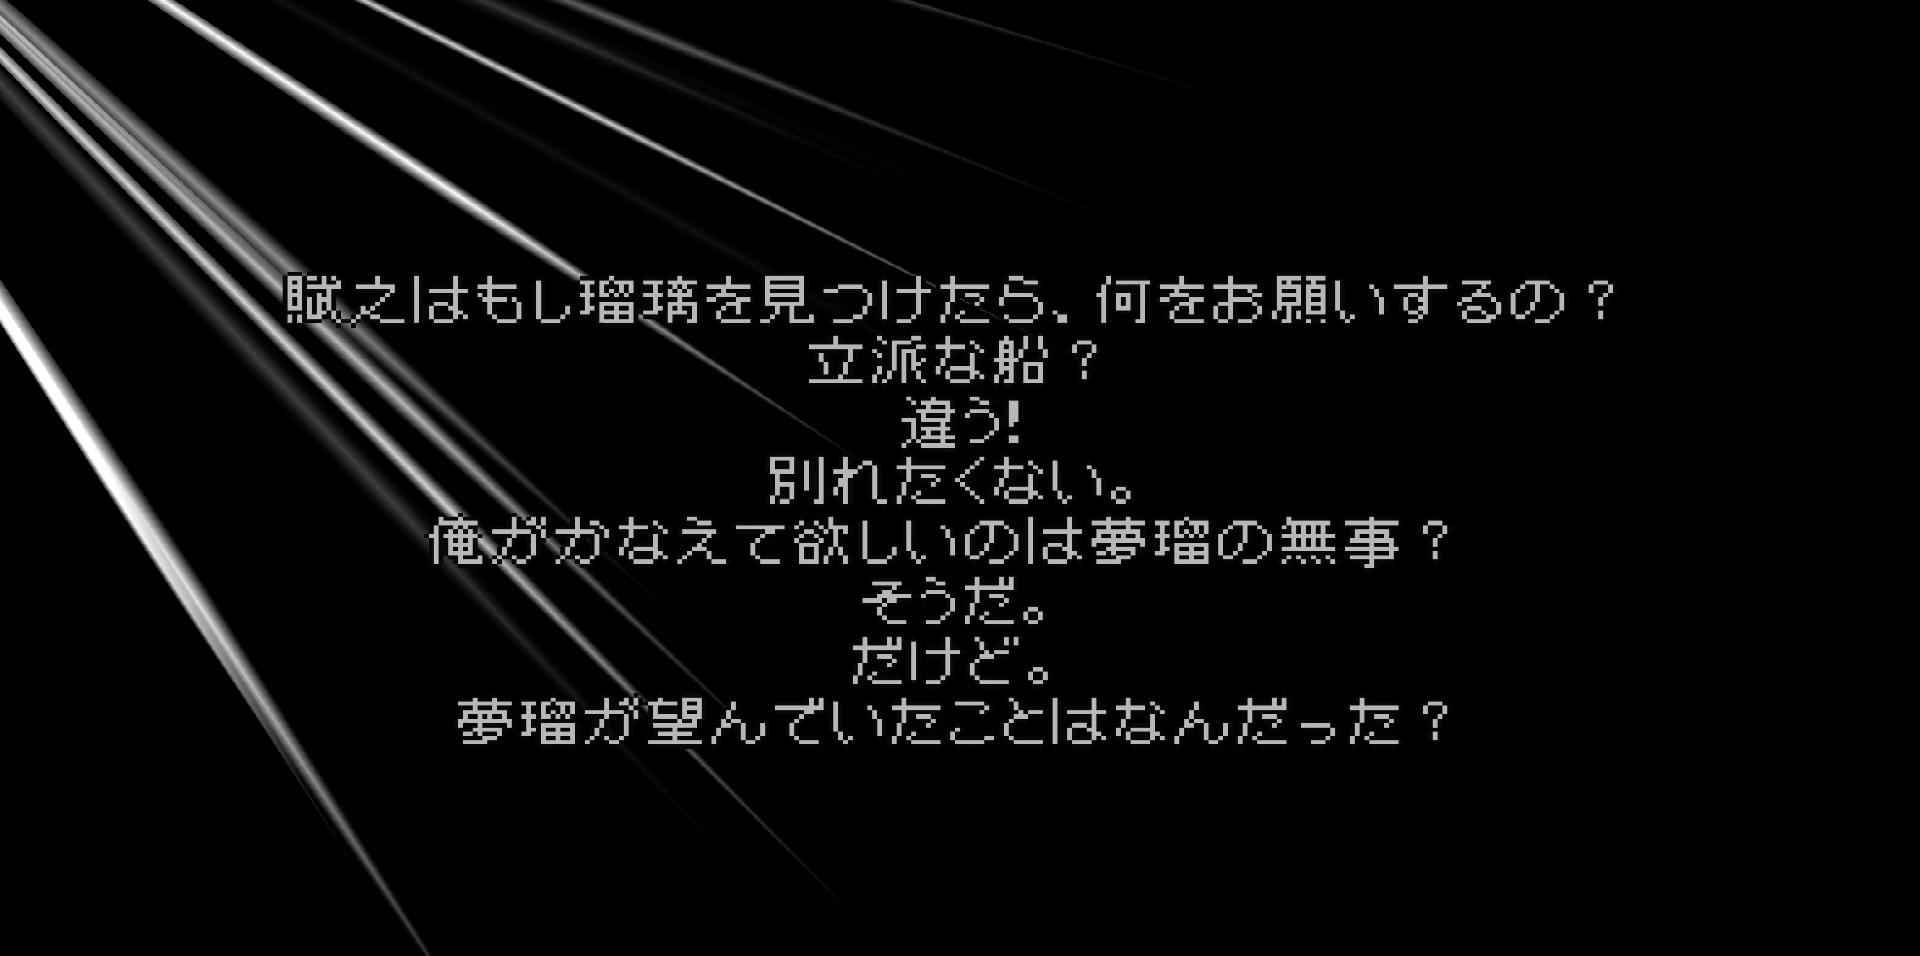 賦之はもし瑠璃を見つけたら、何をお願いするの？
立派な船？
違う!
別れたくない。
俺がかなえて欲しいのは夢瑠の無事？
そうだ。
だけど。
夢瑠が望んでいたことはなんだった？